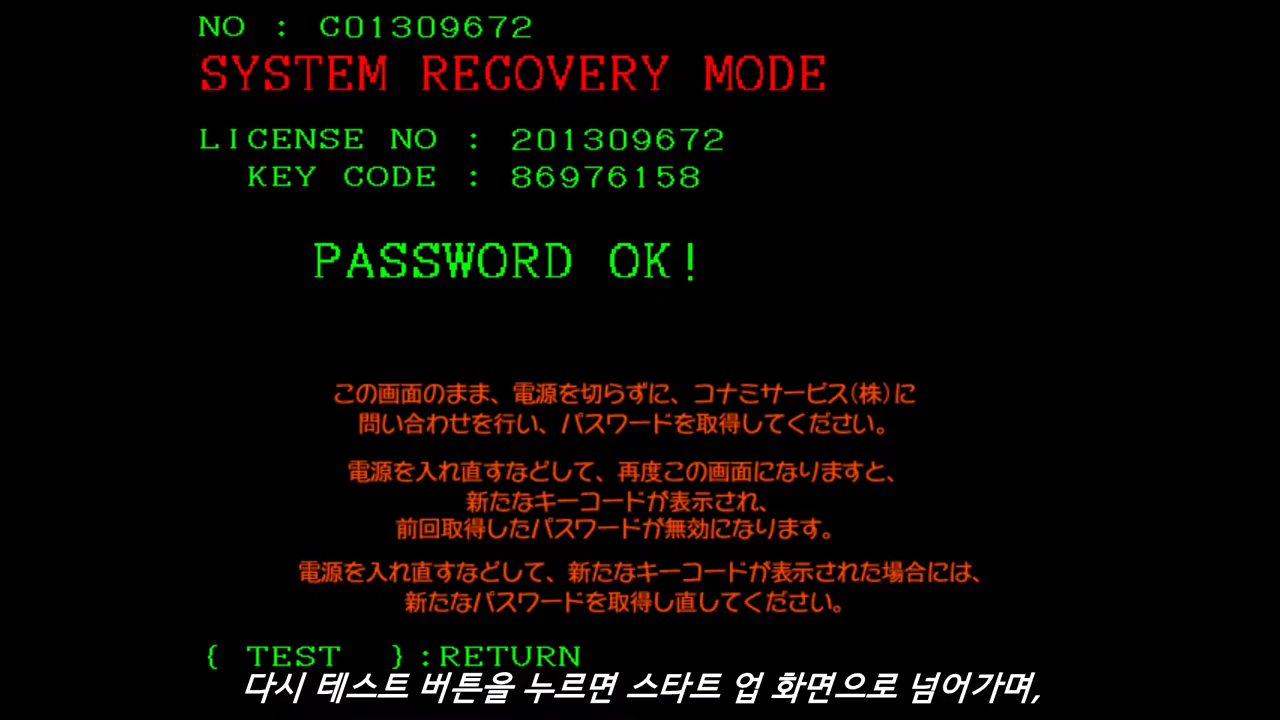 NO : C01309672
SYSTEM RECOVERY MODE
LICENSE NO : 201309672
KEY CODE : 86976158
PASSWORD OK!
この画面のまま、電源を切らずに、コナミサービス(株)に
問い合わせを行い、パスワードを取得してください。
電源を入れ直すなどして、再度この画面になりますと、
新たなキーコードが表示され、
前回取得したパスワードが無効になります。
電源を入れ直すなどして、新たなキーコードが表示された場合には、
新たなパスワードを取得し直してください。
{ TEST }:RETURN
다시 테스트 버튼을 누르면 스타트 업 화면으로 넘어가며,